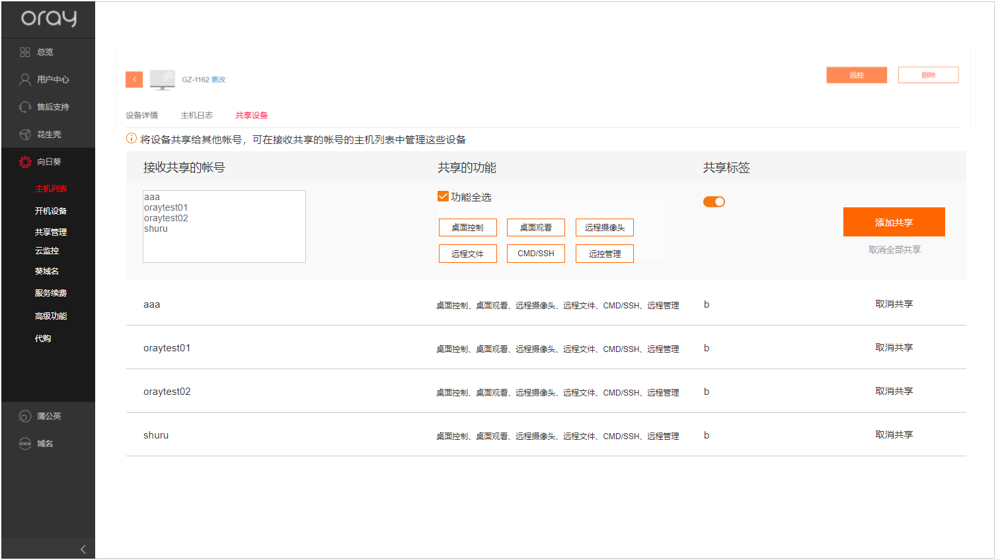 oray
总览
用户中心
售后支持
花生壳
向日葵
主机列表
开机设备
共享管理
云监控
葵域名
服务续费
高级功能
代购
蒲公英
www 域名
GZ-1162 更改
远控 删除
设备详情 主机日志 共享设备
将设备共享给其他帐号，可在接收共享的帐号的主机列表中管理这些设备
接收共享的帐号 共享的功能 共享标签
aaa
oraytest01
oraytest02
shuru
功能全选
桌面控制 桌面观看 远程摄像头
远程文件 CMD/SSH 远控管理
添加共享
取消全部共享
aaa 桌面控制、桌面观看、远程摄像头、远程文件、CMD/SSH、远程管理 b 取消共享
oraytest01 桌面控制、桌面观看、远程摄像头、远程文件、CMD/SSH、远程管理 b 取消共享
oraytest02 桌面控制、桌面观看、远程摄像头、远程文件、CMD/SSH、远程管理 b 取消共享
shuru 桌面控制、桌面观看、远程摄像头、远程文件、CMD/SSH、远程管理 b 取消共享